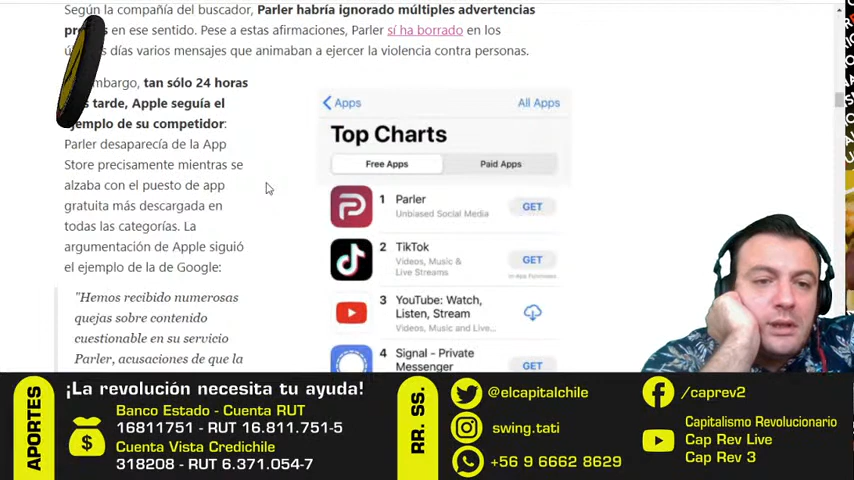 Según la compañía del buscador, Parler habría ignorado múltiples advertencias
en ese sentido. Pese a estas afirmaciones, Parler sí ha borrado en los
días varios mensajes que animaban a ejercer la violencia contra personas.
embargo, tan sólo 24 horas
tarde, Apple seguía el
ejemplo de su competidor:
Parler desaparecía de la App
Store precisamente mientras se
alzaba con el puesto de app
gratuita más descargada en
todas las categorías. La
argumentación de Apple siguió
el ejemplo de la de Google:
"Hemos recibido numerosas
quejas sobre contenido
cuestionable en su servicio
Parler, acusaciones de que la
Apps
All Apps
Top Charts
Free Apps
Paid Apps
1 Parler
Unbiased Social Media
GET
2 TikTok
Videos, Music &
Live Streams
GET
In-App Purchases
3 YouTube: Watch,
Listen, Stream
Videos, Music and Live...
4 Signal - Private
Messenger
GET
APORTES
¡La revolución necesita tu ayuda!
$
Banco Estado - Cuenta RUT
16811751 - RUT 16.811.751-5
Cuenta Vista Credichile
318208 - RUT 6.371.054-7
RR. SS.
@elcapitalchile
swing.tati
+56 9 6662 8629
/caprev2
Capitalismo Revolucionario
Cap Rev Live
Cap Rev 3